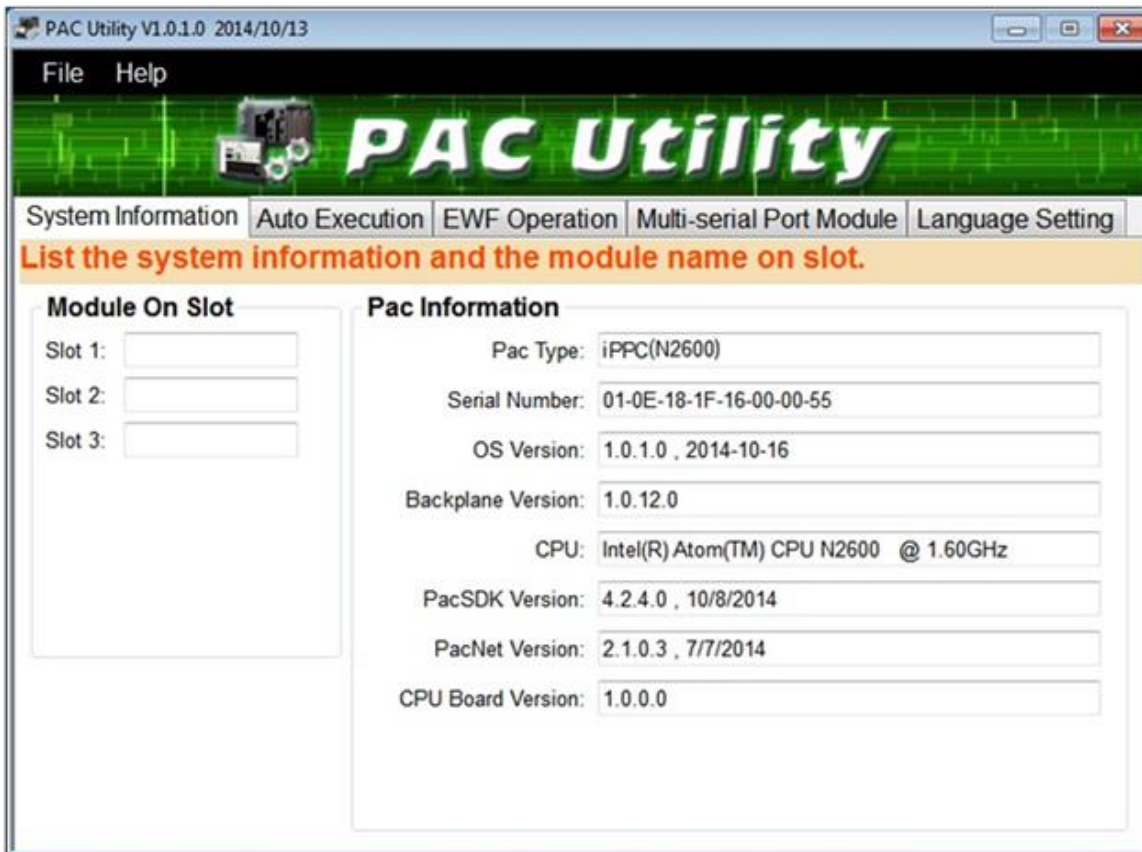 PAC Utility V1.0.1.0 2014/10/13
File Help
PAC Utility
System Information Auto Execution EWF Operation Multi-serial Port Module Language Setting
List the system information and the module name on slot.
Module On Slot
Slot 1:
Slot 2:
Slot 3:
Pac Information
Pac Type: iPPC(N2600)
Serial Number: 01-0E-18-1F-16-00-00-55
OS Version: 1.0.1.0 , 2014-10-16
Backplane Version: 1.0.12.0
CPU: Intel(R) Atom(TM) CPU N2600 @ 1.60GHz
PacSDK Version: 4.2.4.0 , 10/8/2014
PacNet Version: 2.1.0.3 , 7/7/2014
CPU Board Version: 1.0.0.0